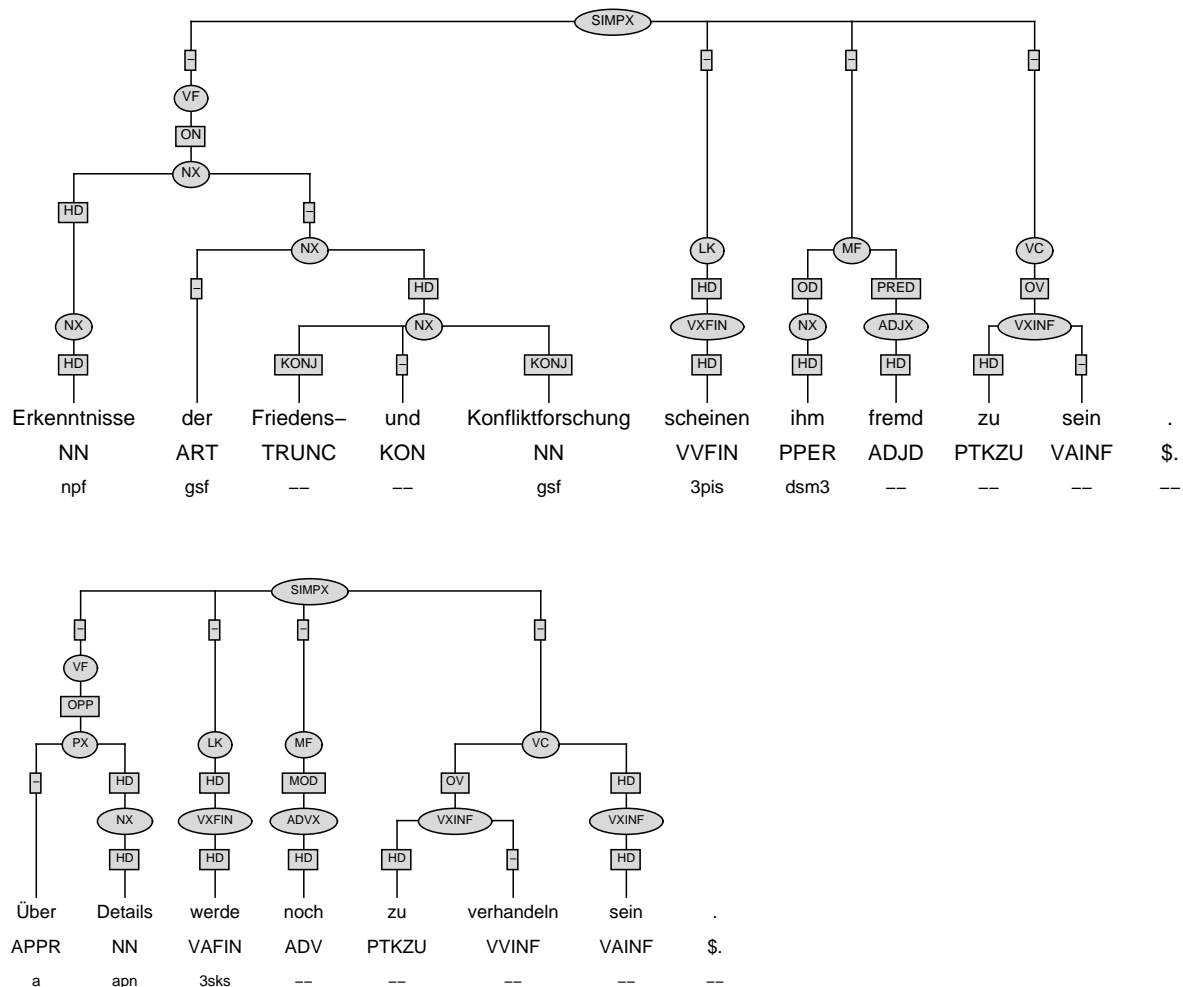 SIMPX
– – – –
VF
ON
NX
HD –
NX LK MF VC
– HD HD OD PRED OV
NX NX VXFIN NX ADJX VXINF
HD KONJ – KONJ HD HD HD HD –
Erkenntnisse der Friedens– und Konfliktforschung scheinen ihm fremd zu sein .
NN ART TRUNC KON NN VVFIN PPER ADJD PTKZU VAINF $.
npf gsf –– –– gsf 3pis dsm3 –– –– –– ––
SIMPX
– – – –
VF
OPP
PX LK MF VC
– HD HD MOD OV HD
NX VXFIN ADVX VXINF VXINF
HD HD HD HD – HD
Über Details werde noch zu verhandeln sein .
APPR NN VAFIN ADV PTKZU VVINF VAINF $.
a apn 3sks –– –– –– –– ––